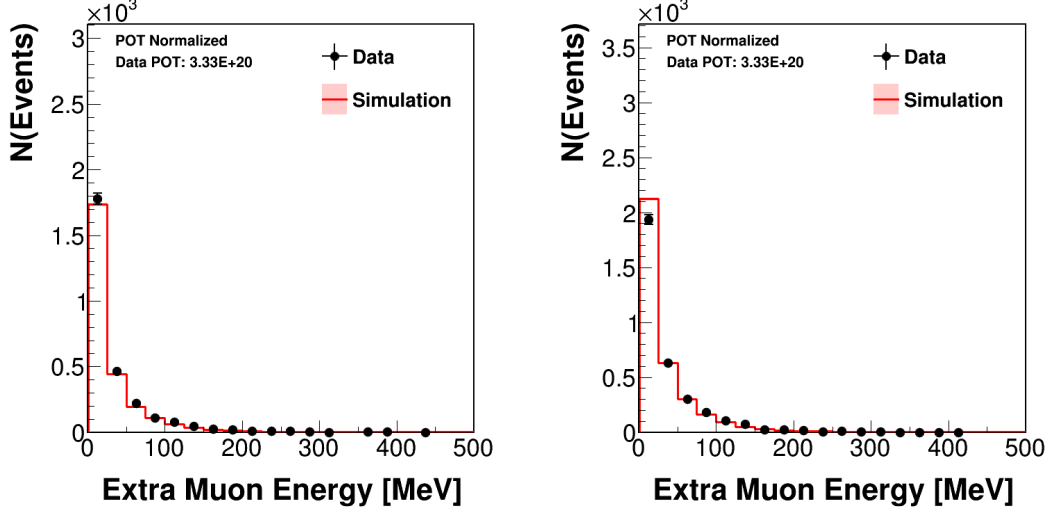 ×10³
N(Events)
3
2.5
2
1.5
1
0.5
0
POT Normalized
Data POT: 3.33E+20
Data
Simulation
0 100 200 300 400 500
Extra Muon Energy [MeV]
×10³
N(Events)
3.5
3
2.5
2
1.5
1
0.5
0
POT Normalized
Data POT: 3.33E+20
Data
Simulation
0 100 200 300 400 500
Extra Muon Energy [MeV]